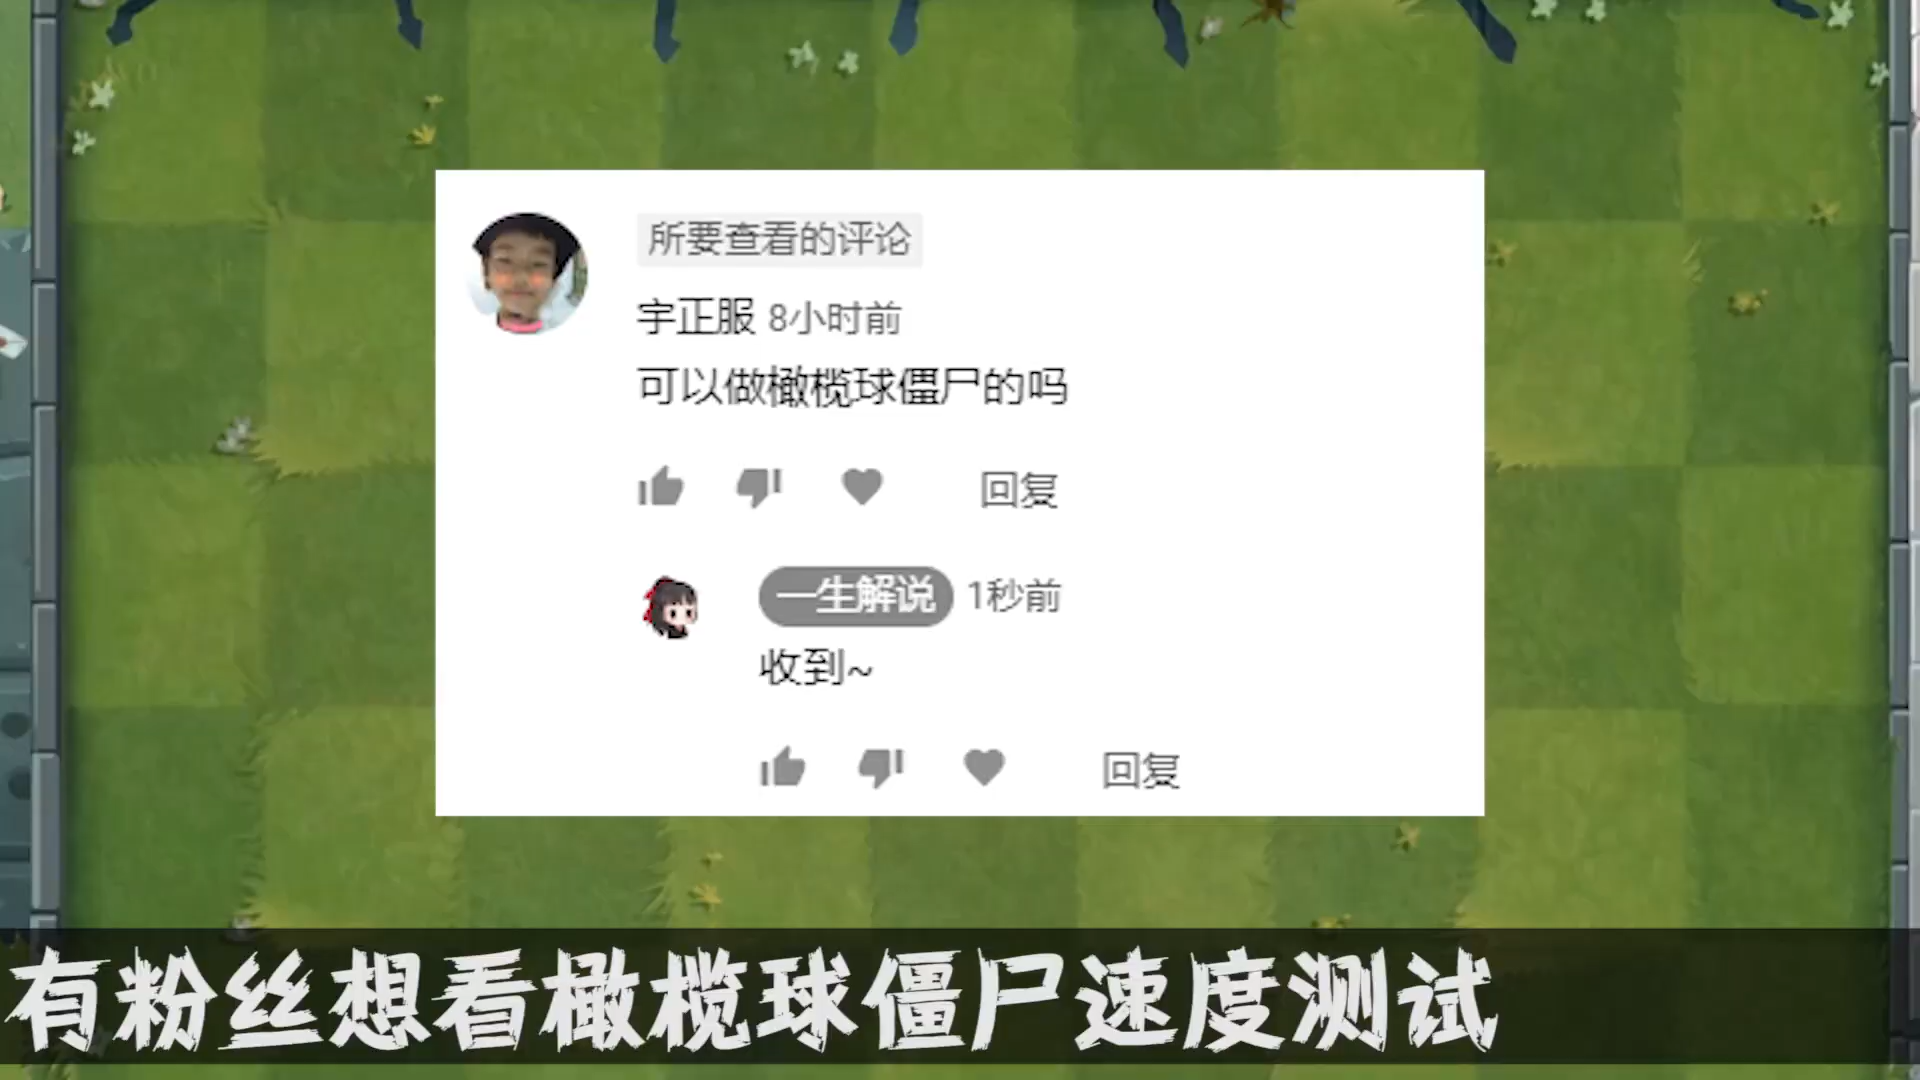 所要查看的评论
宇正服 8小时前
可以做橄榄球僵尸的吗
回复
一生解说 1秒前
收到~
回复
有粉丝想看橄榄球僵尸速度测试